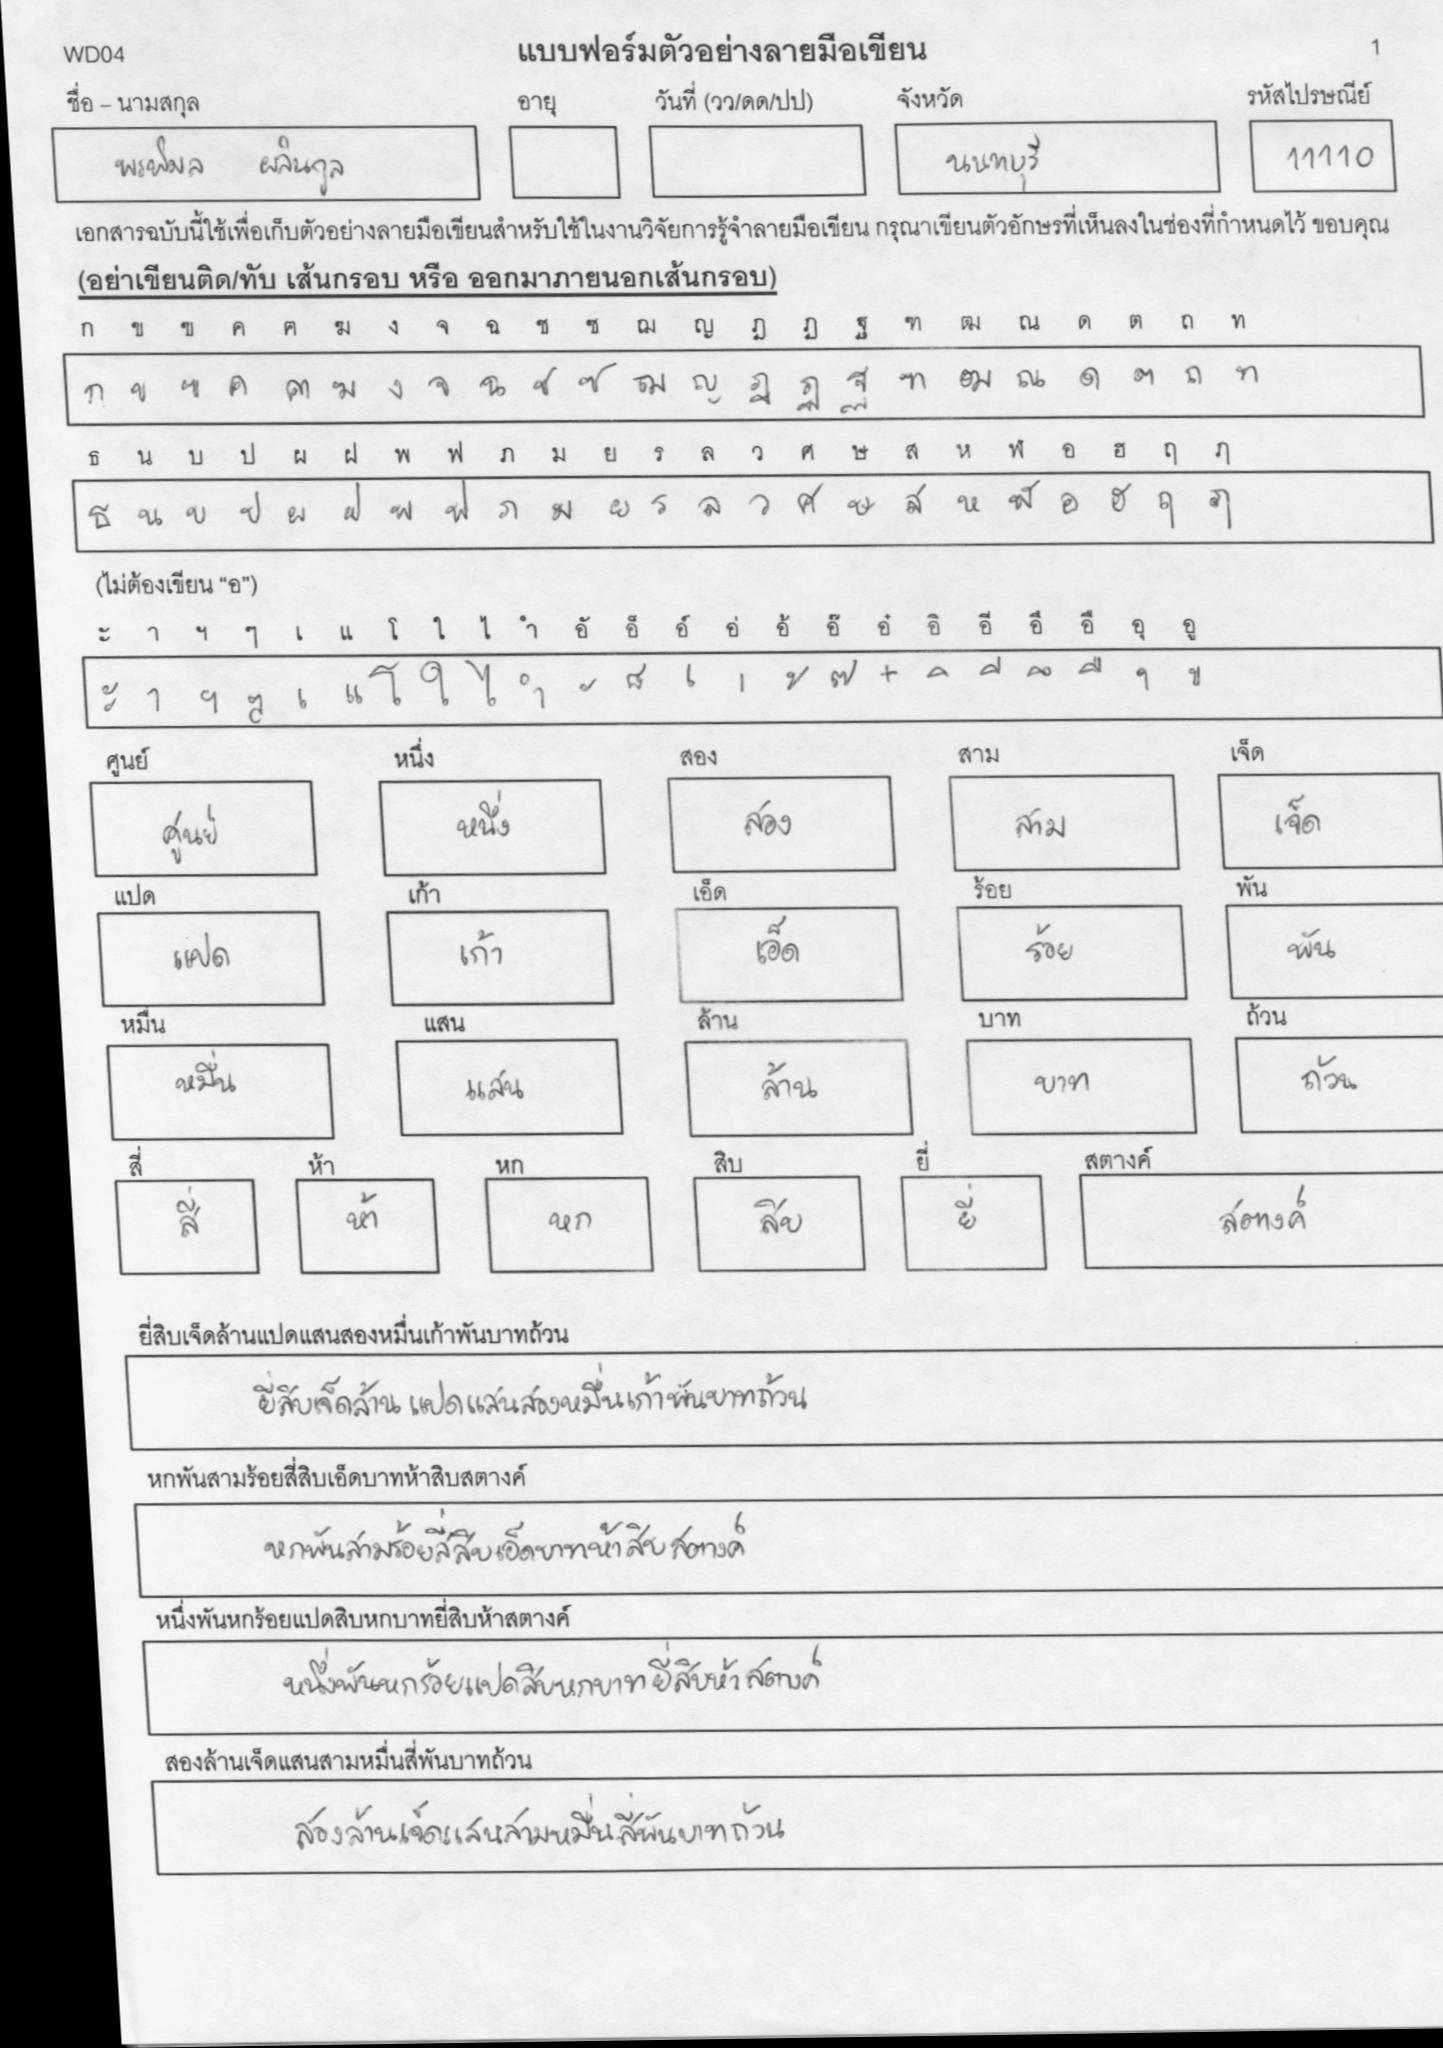 WD04 แบบฟอร์มตัวอย่างลายมือเขียน 1
ชื่อ – นามสกุล อายุ วันที่ (วว/ดด/ปป) จังหวัด รหัสไปรษณีย์
พรพิมล ผลินกูล นนทบุรี 11110
เอกสารฉบับนี้ใช้เพื่อเก็บตัวอย่างลายมือเขียนสำหรับใช้ในงานวิจัยการรู้จำลายมือเขียน กรุณาเขียนตัวอักษรที่เห็นลงในช่องที่กำหนดไว้ ขอบคุณ
(อย่าเขียนติด/ทับ เส้นกรอบ หรือ ออกมาภายนอกเส้นกรอบ)
ก ข ฃ ค ฅ ฆ ง จ ฉ ช ซ ฌ ญ ฎ ฏ ฐ ฑ ฒ ณ ด ต ถ ท
ก ข ฃ ค ฅ ฆ ง จ ฉ ช ซ ฌ ญ ฎ ฏ ฐ ฑ ฒ ณ ด ต ถ ท
ธ น บ ป ผ ฝ พ ฟ ภ ม ย ร ล ว ศ ษ ส ห ฬ อ ฮ ฤ ฦ
ธ น บ ป ผ ฝ พ ฟ ภ ม ย ร ล ว ศ ษ ส ห ฬ อ ฮ ฤ ฦ
(ไม่ต้องเขียน “อ”)
ะ า ฯ ๆ เ แ โ ใ ไ ำ อั อ็ อ์ อ่ อ้ อ๊ อ๋ อิ อี อึ อื อุ อู
ะ า ฯ ๆ เ แ โ ใ ไ ำ ั ็ ์ ่ ้ ๊ ๋ ิ ี ึ ื ุ ู
ศูนย์ หนึ่ง สอง สาม เจ็ด
ศูนย์ หนึ่ง สอง สาม เจ็ด
แปด เก้า เอ็ด ร้อย พัน
แปด เก้า เอ็ด ร้อย พัน
หมื่น แสน ล้าน บาท ถ้วน
หมื่น แสน ล้าน บาท ถ้วน
สี่ ห้า หก สิบ ยี่ สตางค์
สี่ ห้า หก สิบ ยี่ สตางค์
ยี่สิบเจ็ดล้านแปดแสนสองหมื่นเก้าพันบาทถ้วน
ยี่สิบเจ็ดล้าน แปดแสนสองหมื่นเก้าพันบาทถ้วน
หกพันสามร้อยสี่สิบเอ็ดบาทห้าสิบสตางค์
หกพันสามร้อยสี่สิบเอ็ดบาทห้าสิบสตางค์
หนึ่งพันหกร้อยแปดสิบหกบาทยี่สิบห้าสตางค์
หนึ่งพันหกร้อยแปดสิบหกบาทยี่สิบห้าสตางค์
สองล้านเจ็ดแสนสามหมื่นสี่พันบาทถ้วน
สองล้านเจ็ดแสนสามหมื่นสี่พันบาทถ้วน